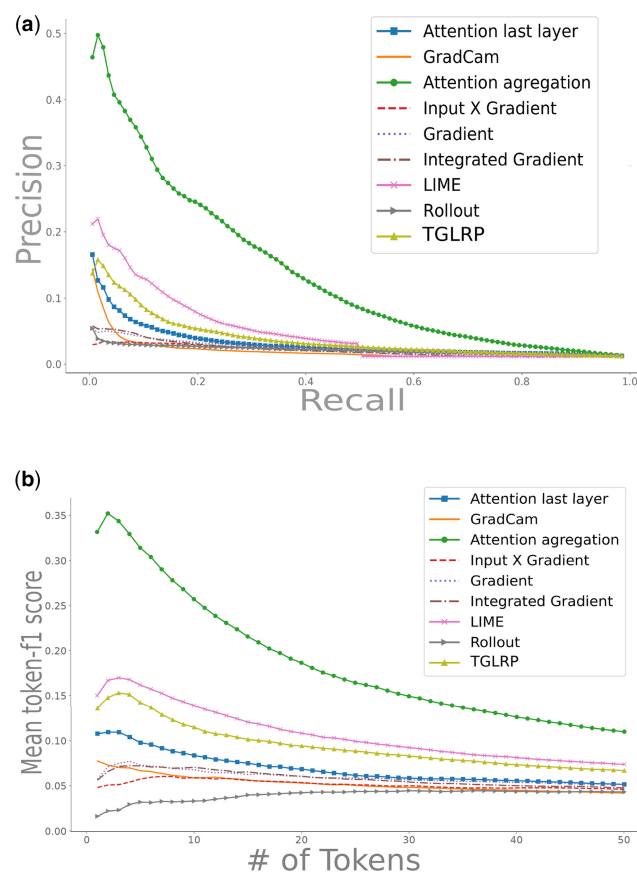 (a)
Attention last layer
GradCam
Attention agregation
Input X Gradient
Gradient
Integrated Gradient
LIME
Rollout
TGLRP
Precision
0.5
0.4
0.3
0.2
0.1
0.0
0.0 0.2 0.4 0.6 0.8 1.0
Recall
(b)
Attention last layer
GradCam
Attention agregation
Input X Gradient
Gradient
Integrated Gradient
LIME
Rollout
TGLRP
Mean token-f1 score
0.35
0.30
0.25
0.20
0.15
0.10
0.05
0.00
0 10 20 30 40 50
# of Tokens